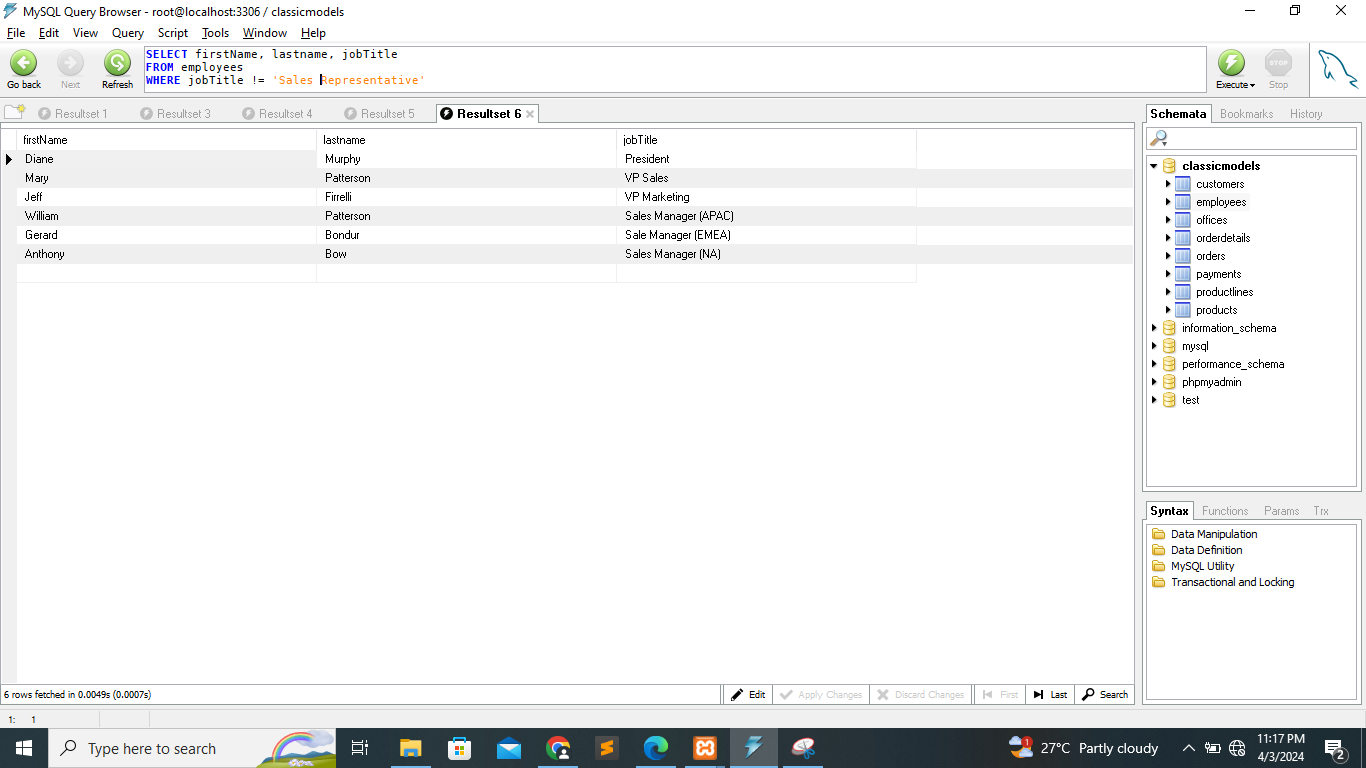 MySQL Query Browser - root@localhost:3306 / classicmodels
File Edit View Query Script Tools Window Help
SELECT firstName, lastname, jobTitle
FROM employees
WHERE jobTitle != 'Sales Representative'
Go back Next Refresh Execute Stop
Resultset 1 Resultset 3 Resultset 4 Resultset 5 Resultset 6
firstName lastname jobTitle
Diane Murphy President
Mary Patterson VP Sales
Jeff Firrelli VP Marketing
William Patterson Sales Manager (APAC)
Gerard Bondur Sale Manager (EMEA)
Anthony Bow Sales Manager (NA)
Schemata Bookmarks History
classicmodels
customers
employees
offices
orderdetails
orders
payments
productlines
products
information_schema
mysql
performance_schema
phpmyadmin
test
Syntax Functions Params Trx
Data Manipulation
Data Definition
MySQL Utility
Transactional and Locking
6 rows fetched in 0.0049s (0.0007s) Edit Apply Changes Discard Changes First Last Search
1: 1
Type here to search 27°C Partly cloudy 11:17 PM
4/3/2024
1
2